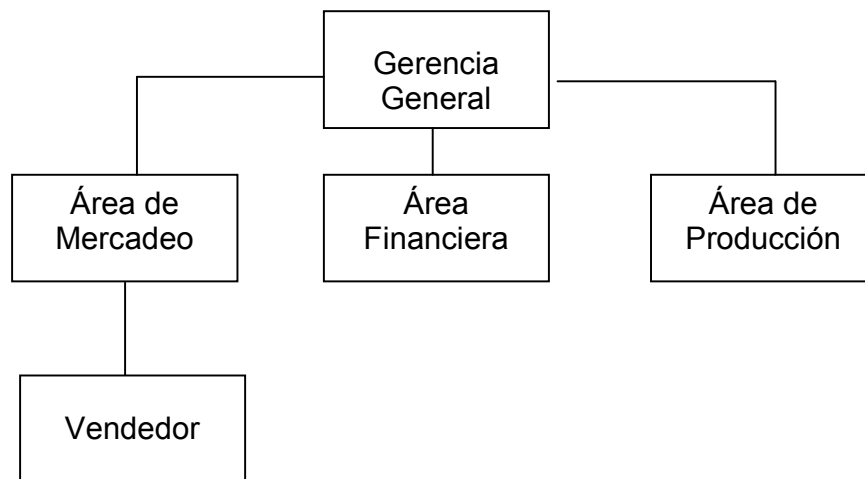 Gerencia
General
Área de
Mercadeo
Área
Financiera
Área de
Producción
Vendedor